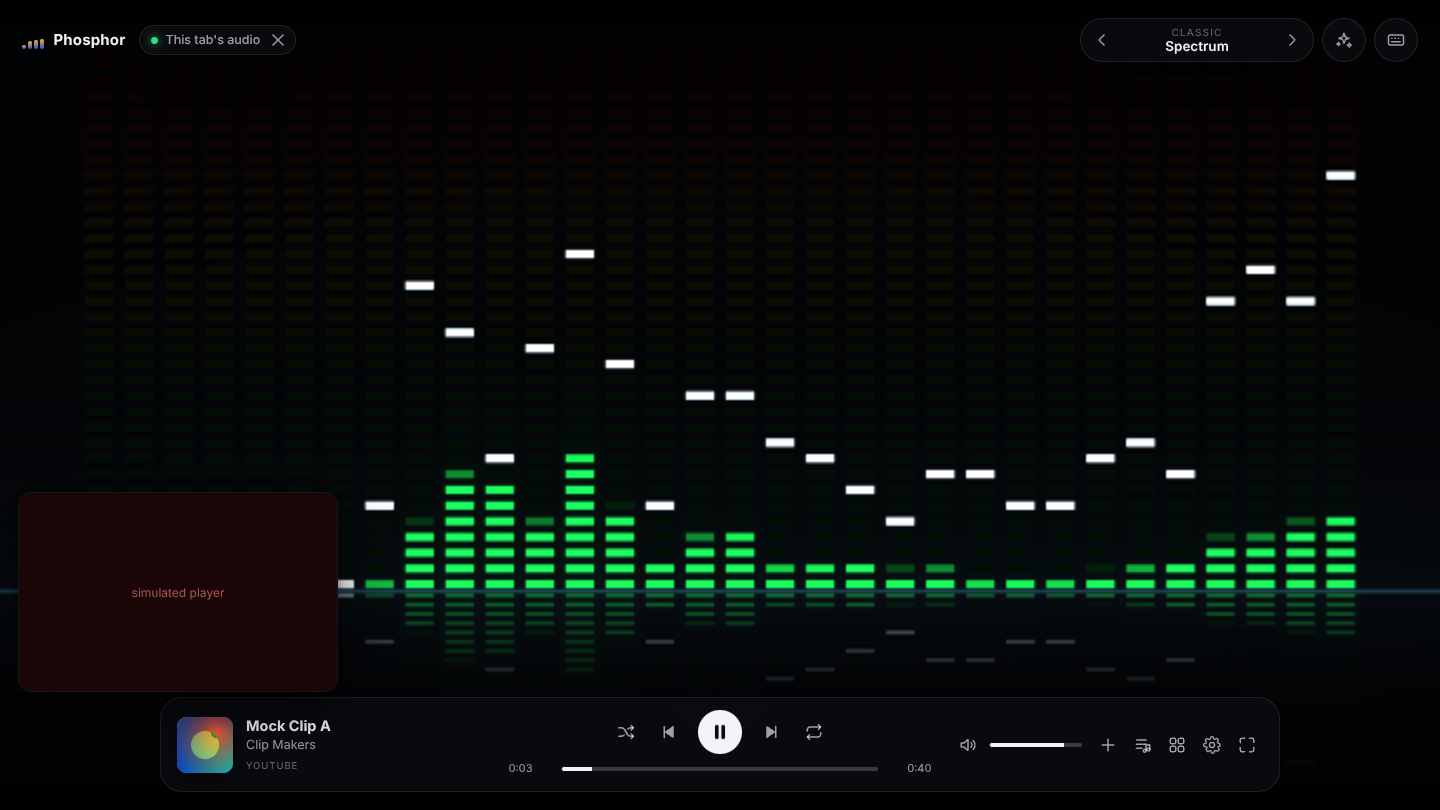 Phosphor
This tab's audio
CLASSIC
Spectrum
simulated player
Mock Clip A
Clip Makers
YOUTUBE
0:03
0:40